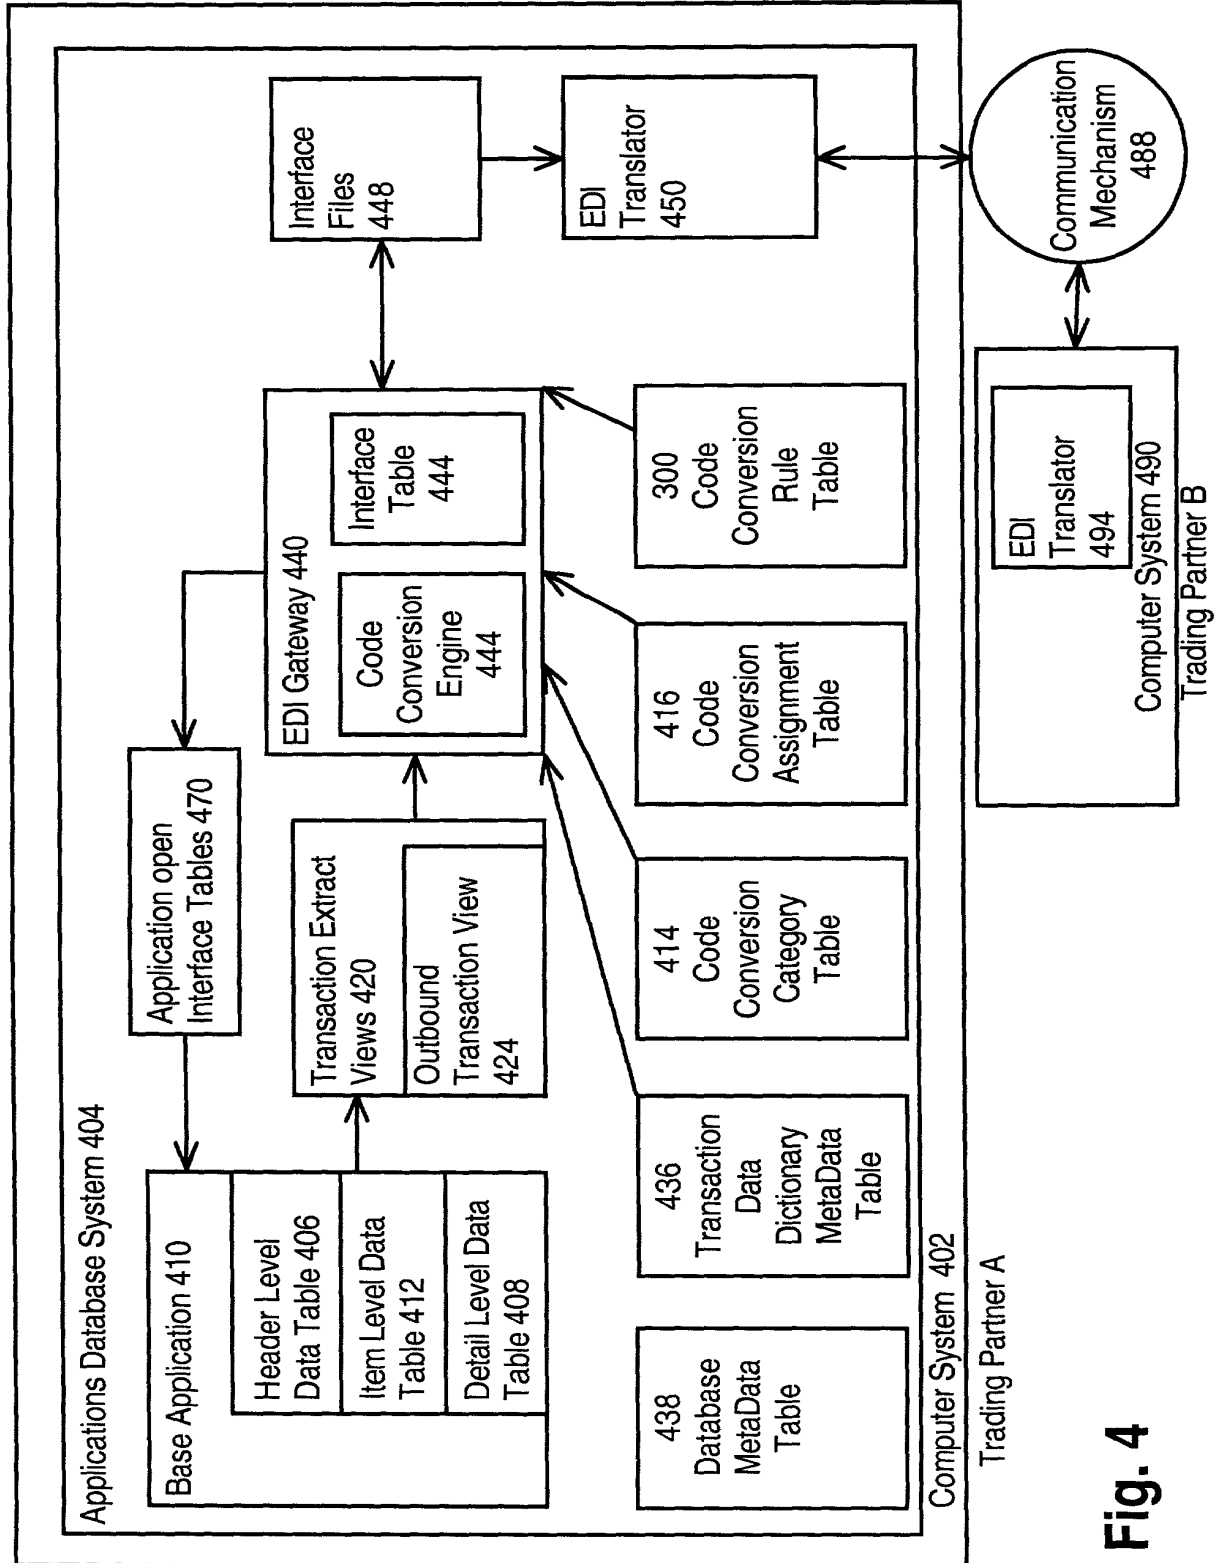 Applications Database System 404
Base Application 410
Header Level
Data Table 406
Item Level Data
Table 412
Detail Level Data
Table 408
Application open
Interface Tables 470
Transaction Extract
Views 420
Outbound
Transaction View
424
EDI Gateway 440
Code
Conversion
Engine
444
Interface
Table
444
Interface
Files
448
EDI
Translator
450
438
Database
MetaData
Table
436
Transaction
Data
Dictionary
MetaData
Table
414
Code
Conversion
Category
Table
416
Code
Conversion
Assignment
Table
300
Code
Conversion
Rule
Table
Computer System 402
Trading Partner A
EDI
Translator
494
Computer System 490
Trading Partner B
Communication
Mechanism
488
Fig. 4